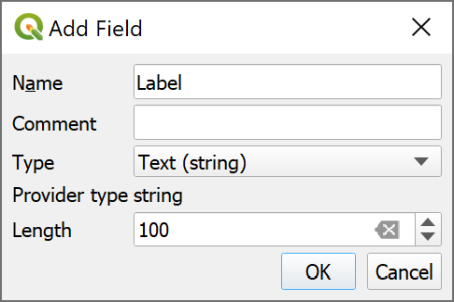 Add Field
Name Label
Comment
Type Text (string)
Provider type string
Length 100
OK Cancel